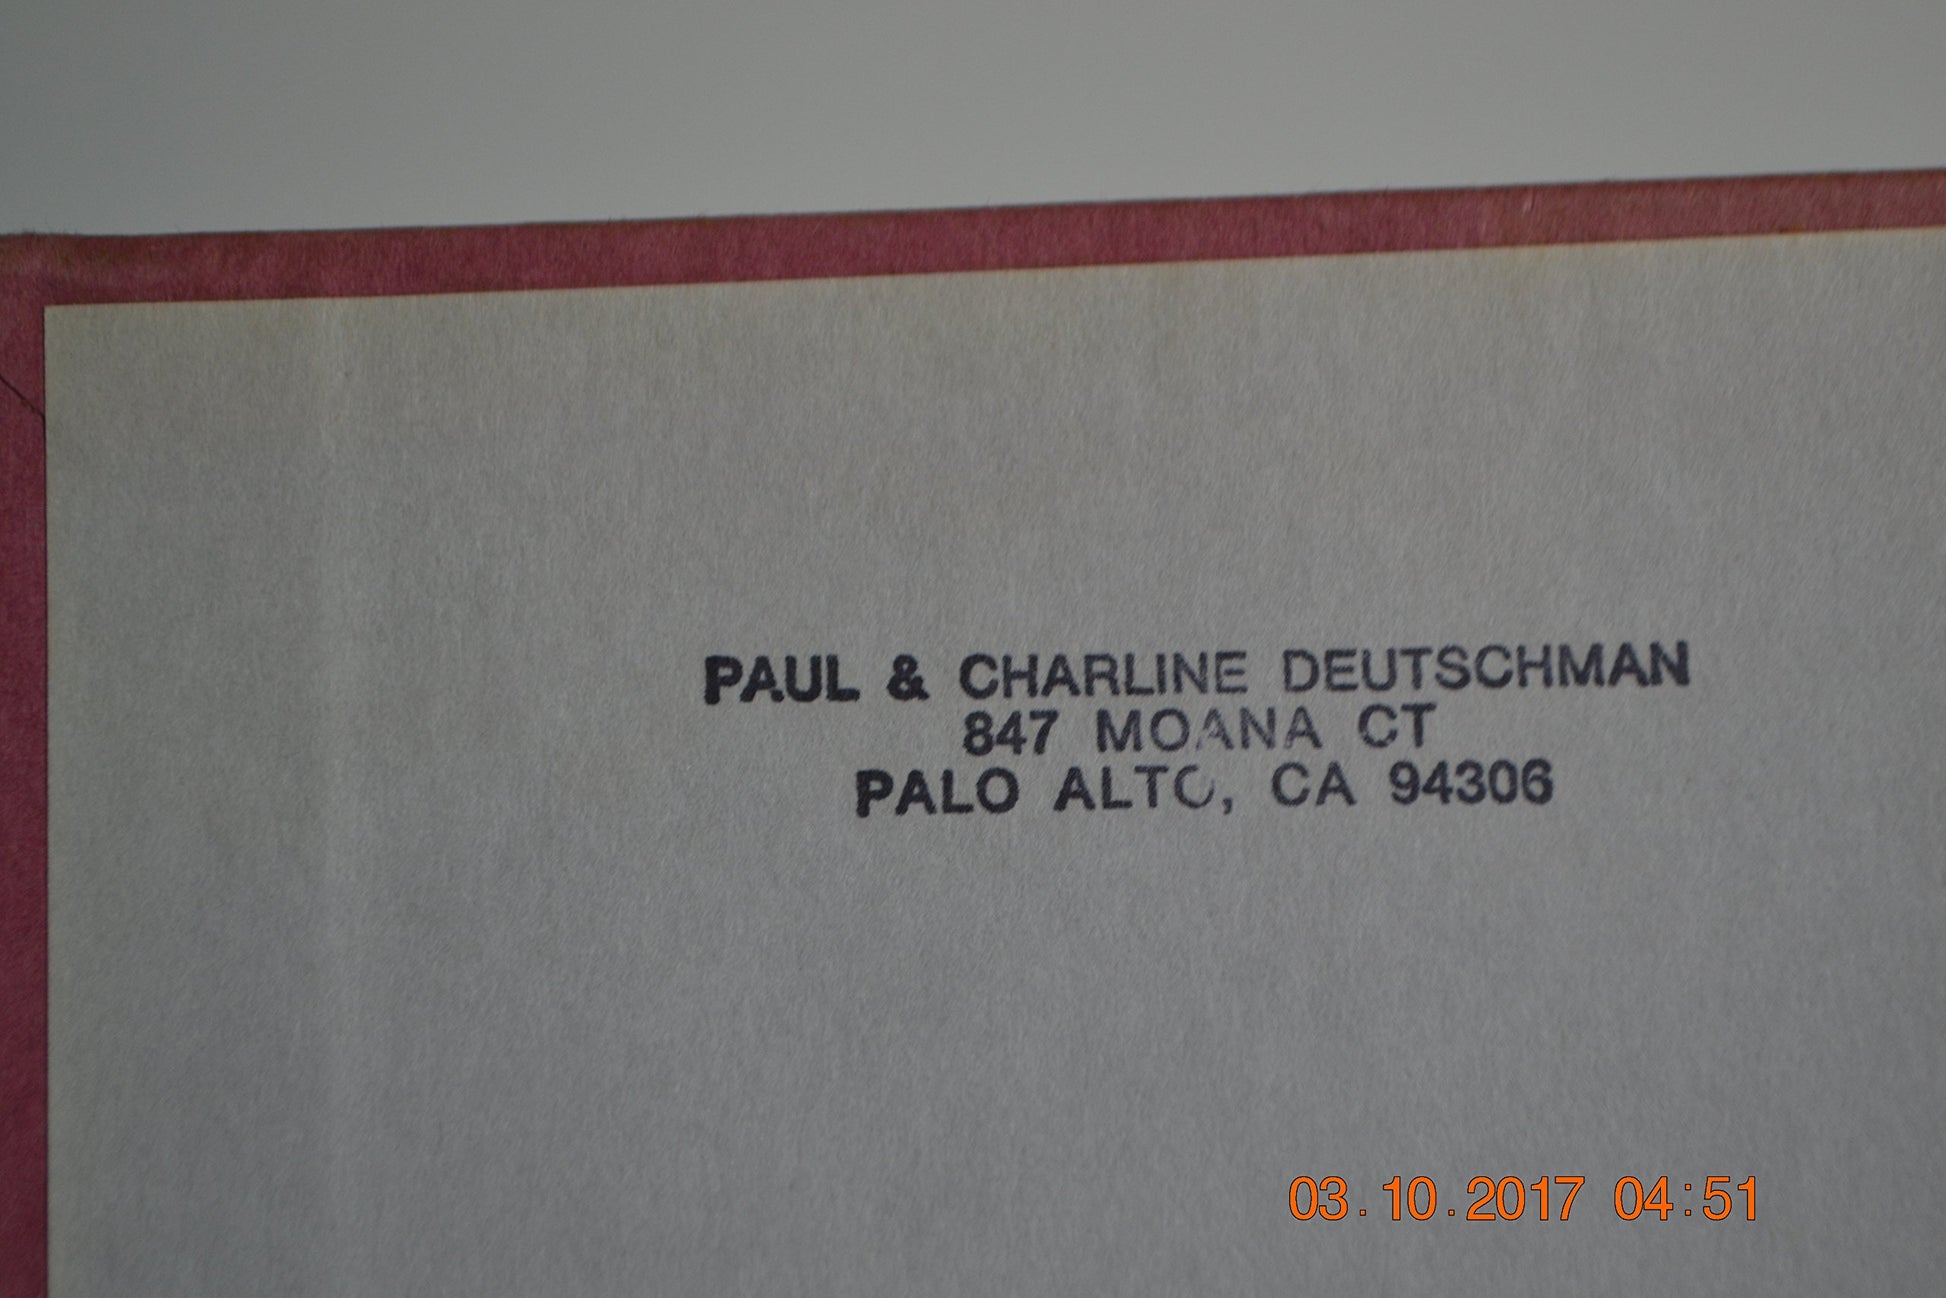 PAUL & CHARLINE DEUTSCHMAN
847 MOANA CT
PALO ALTO, CA 94306
03.10.2017 04:51